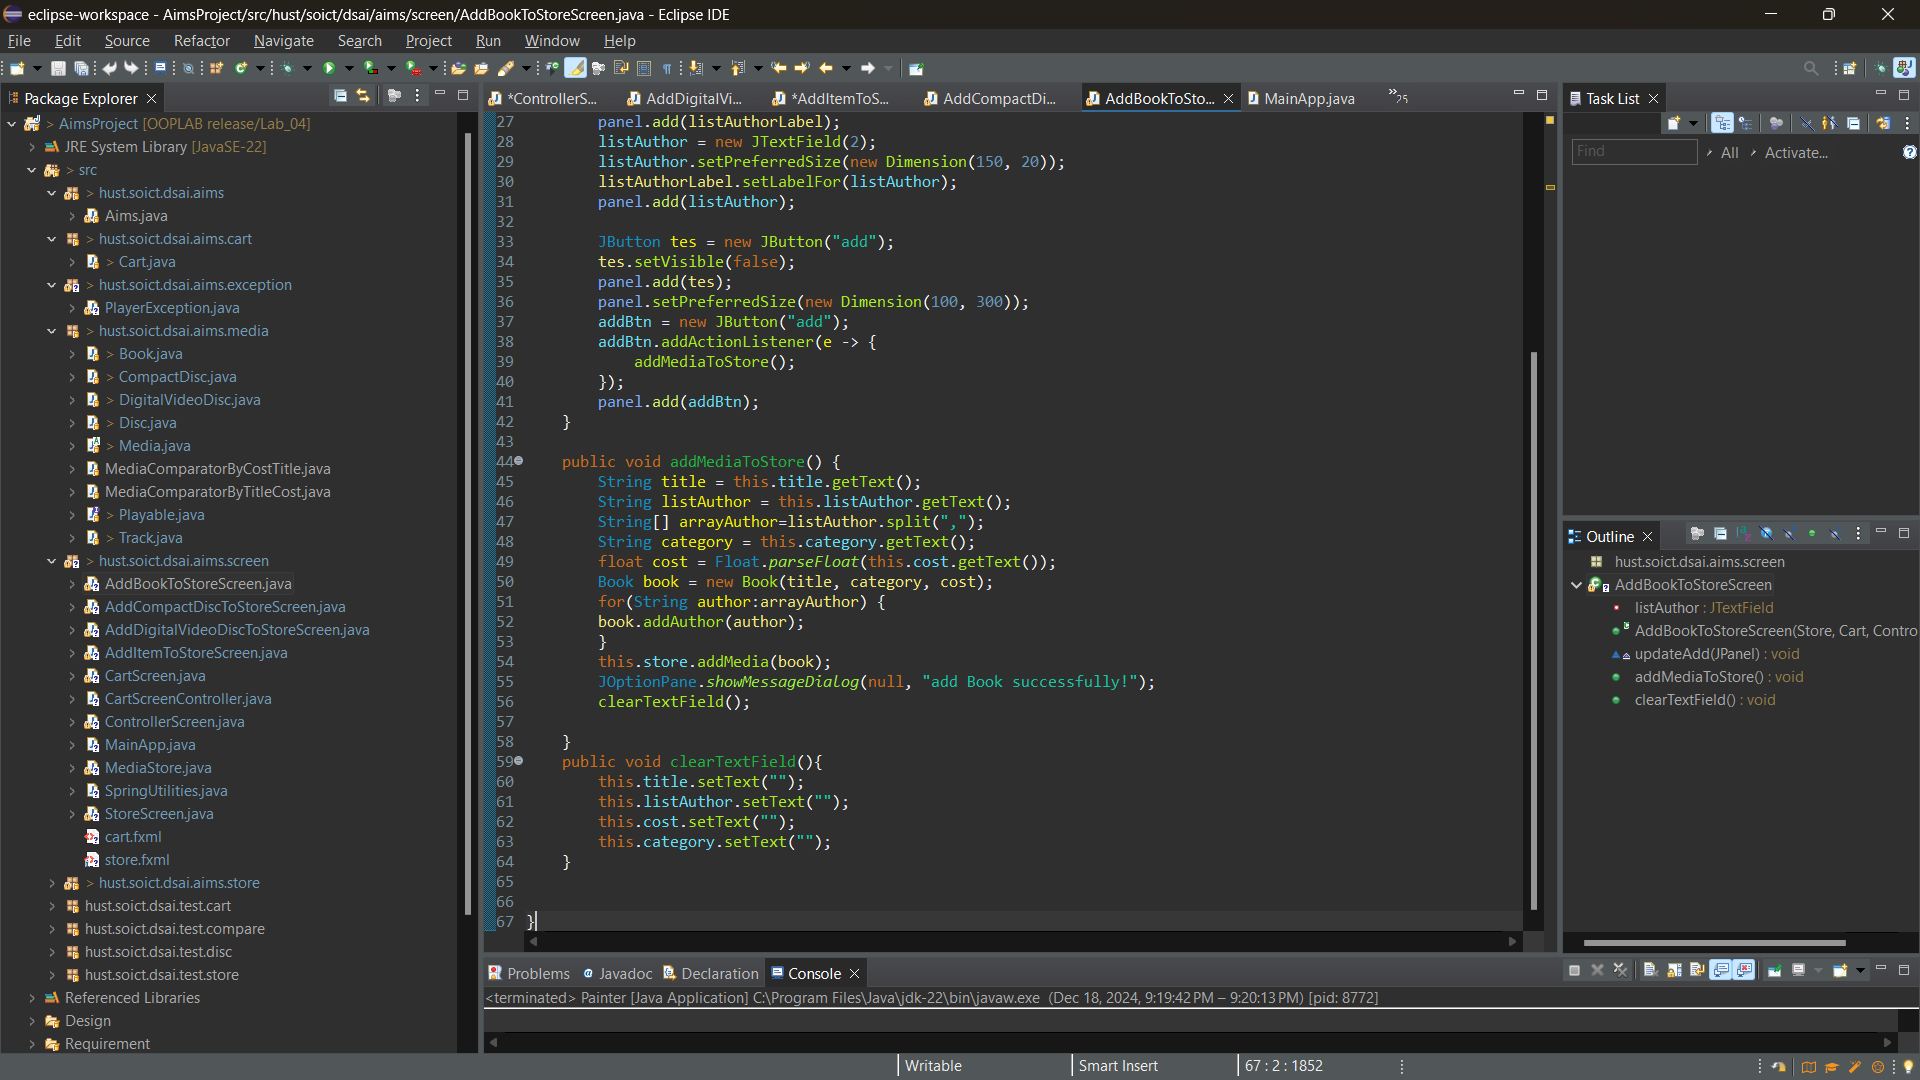 eclipse-workspace - AimsProject/src/hust/soict/dsai/aims/screen/AddBookToStoreScreen.java - Eclipse IDE
File Edit Source Refactor Navigate Search Project Run Window Help
Package Explorer
> AimsProject [OOPLAB release/Lab_04]
JRE System Library [JavaSE-22]
> src
> hust.soict.dsai.aims
Aims.java
> hust.soict.dsai.aims.cart
> Cart.java
> hust.soict.dsai.aims.exception
PlayerException.java
> hust.soict.dsai.aims.media
> Book.java
> CompactDisc.java
> DigitalVideoDisc.java
> Disc.java
> Media.java
MediaComparatorByCostTitle.java
MediaComparatorByTitleCost.java
> Playable.java
> Track.java
> hust.soict.dsai.aims.screen
AddBookToStoreScreen.java
AddCompactDiscToStoreScreen.java
AddDigitalVideoDiscToStoreScreen.java
AddItemToStoreScreen.java
CartScreen.java
CartScreenController.java
ControllerScreen.java
MainApp.java
MediaStore.java
SpringUtilities.java
StoreScreen.java
cart.fxml
store.fxml
> hust.soict.dsai.aims.store
hust.soict.dsai.test.cart
hust.soict.dsai.test.compare
hust.soict.dsai.test.disc
hust.soict.dsai.test.store
Referenced Libraries
Design
Requirement
*ControllerS... AddDigitalVi... *AddItemToS... AddCompactDi... AddBookToSto... MainApp.java »25
27 panel.add(listAuthorLabel);
28 listAuthor = new JTextField(2);
29 listAuthor.setPreferredSize(new Dimension(150, 20));
30 listAuthorLabel.setLabelFor(listAuthor);
31 panel.add(listAuthor);
32
33 JButton tes = new JButton("add");
34 tes.setVisible(false);
35 panel.add(tes);
36 panel.setPreferredSize(new Dimension(100, 300));
37 addBtn = new JButton("add");
38 addBtn.addActionListener(e -> {
39 addMediaToStore();
40 });
41 panel.add(addBtn);
42 }
43
44 public void addMediaToStore() {
45 String title = this.title.getText();
46 String listAuthor = this.listAuthor.getText();
47 String[] arrayAuthor=listAuthor.split(",");
48 String category = this.category.getText();
49 float cost = Float.parseFloat(this.cost.getText());
50 Book book = new Book(title, category, cost);
51 for(String author:arrayAuthor) {
52 book.addAuthor(author);
53 }
54 this.store.addMedia(book);
55 JOptionPane.showMessageDialog(null, "add Book successfully!");
56 clearTextField();
57
58 }
59 public void clearTextField(){
60 this.title.setText("");
61 this.listAuthor.setText("");
62 this.cost.setText("");
63 this.category.setText("");
64 }
65
66
67 }
Task List
Find All Activate...
Outline
hust.soict.dsai.aims.screen
AddBookToStoreScreen
listAuthor : JTextField
AddBookToStoreScreen(Store, Cart, Contro
updateAdd(JPanel) : void
addMediaToStore() : void
clearTextField() : void
Problems Javadoc Declaration Console
<terminated> Painter [Java Application] C:\Program Files\Java\jdk-22\bin\javaw.exe (Dec 18, 2024, 9:19:42 PM – 9:20:13 PM) [pid: 8772]
Writable Smart Insert 67 : 2 : 1852